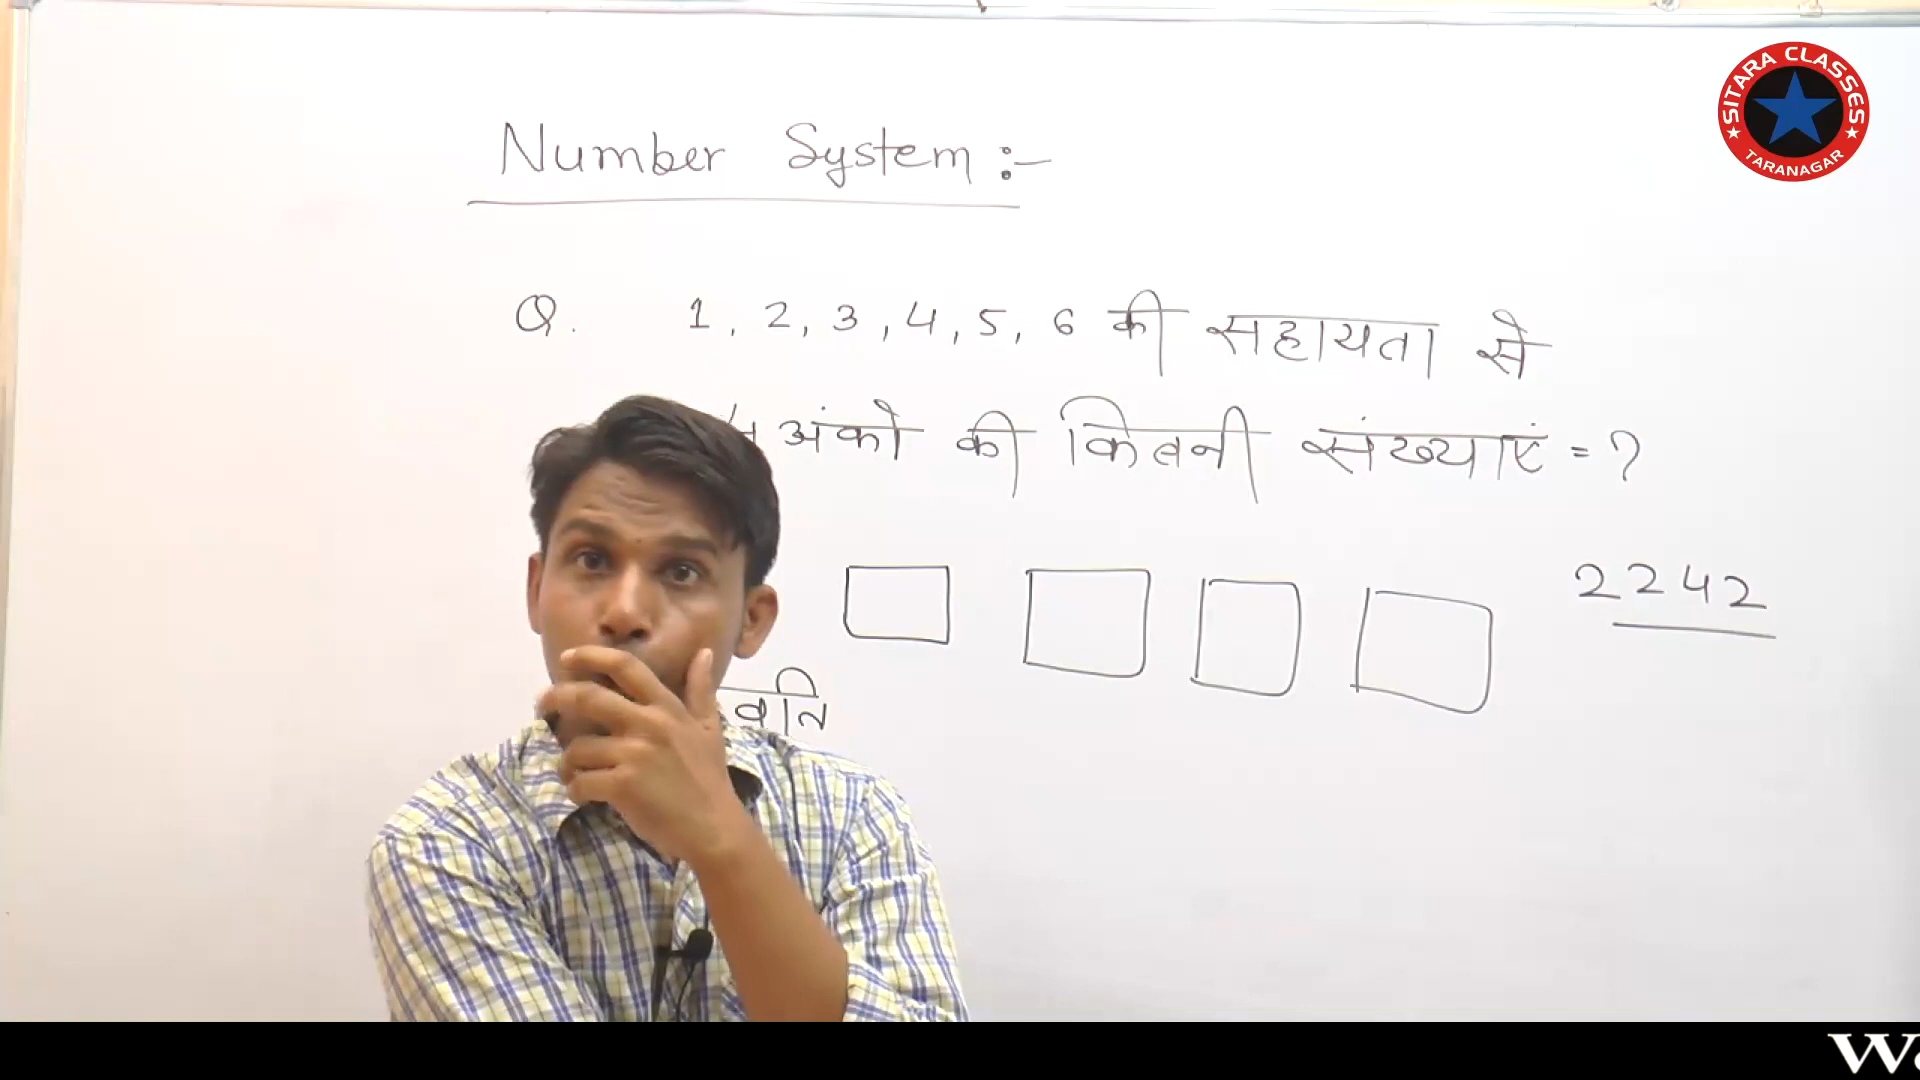 SITARA CLASSES
TARANAGAR
Number System :-
Q. 1, 2, 3, 4, 5, 6 की सहायता से
अंको की कितनी संख्याएं = ?
2242